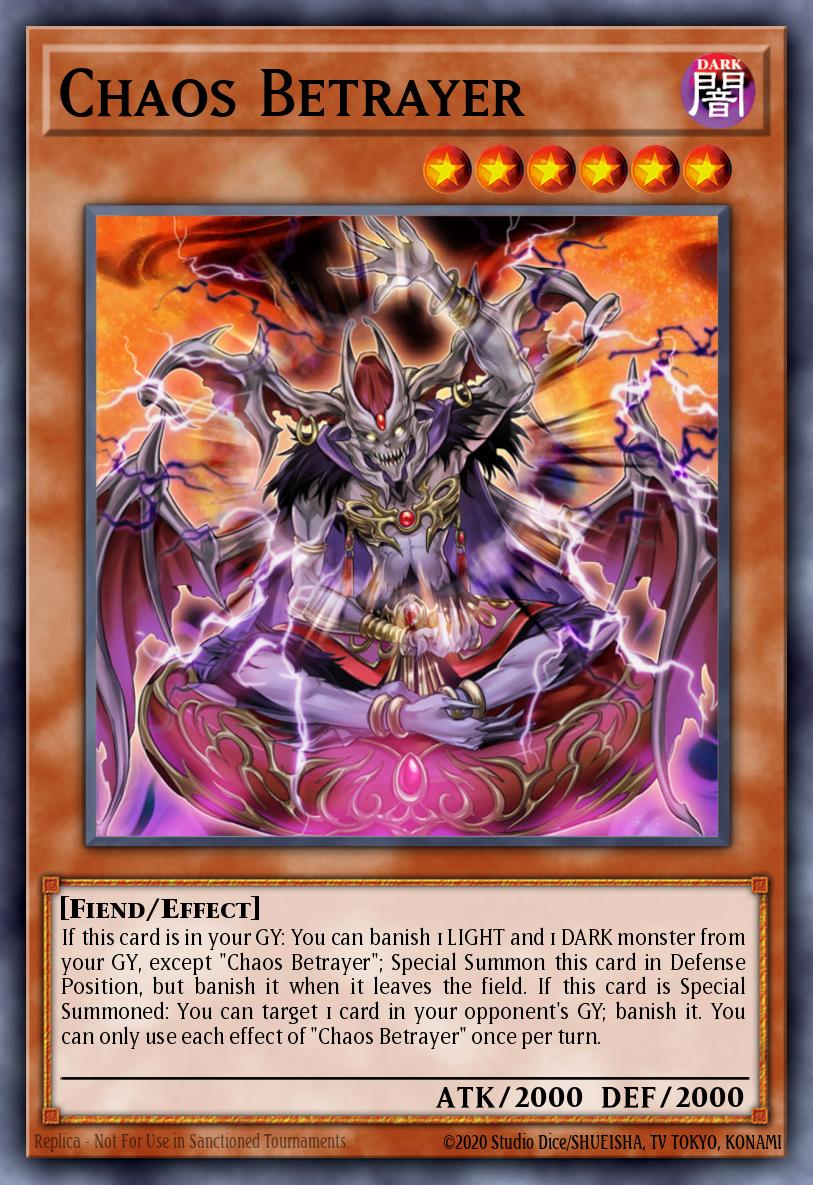 Chaos Betrayer
DARK
闇
[Fiend/Effect]
If this card is in your GY: You can banish 1 LIGHT and 1 DARK monster from
your GY, except "Chaos Betrayer"; Special Summon this card in Defense
Position, but banish it when it leaves the field. If this card is Special
Summoned: You can target 1 card in your opponent's GY; banish it. You
can only use each effect of "Chaos Betrayer" once per turn.
ATK/2000 DEF/2000
Replica - Not For Use in Sanctioned Tournaments.
©2020 Studio Dice/SHUEISHA, TV TOKYO, KONAMI